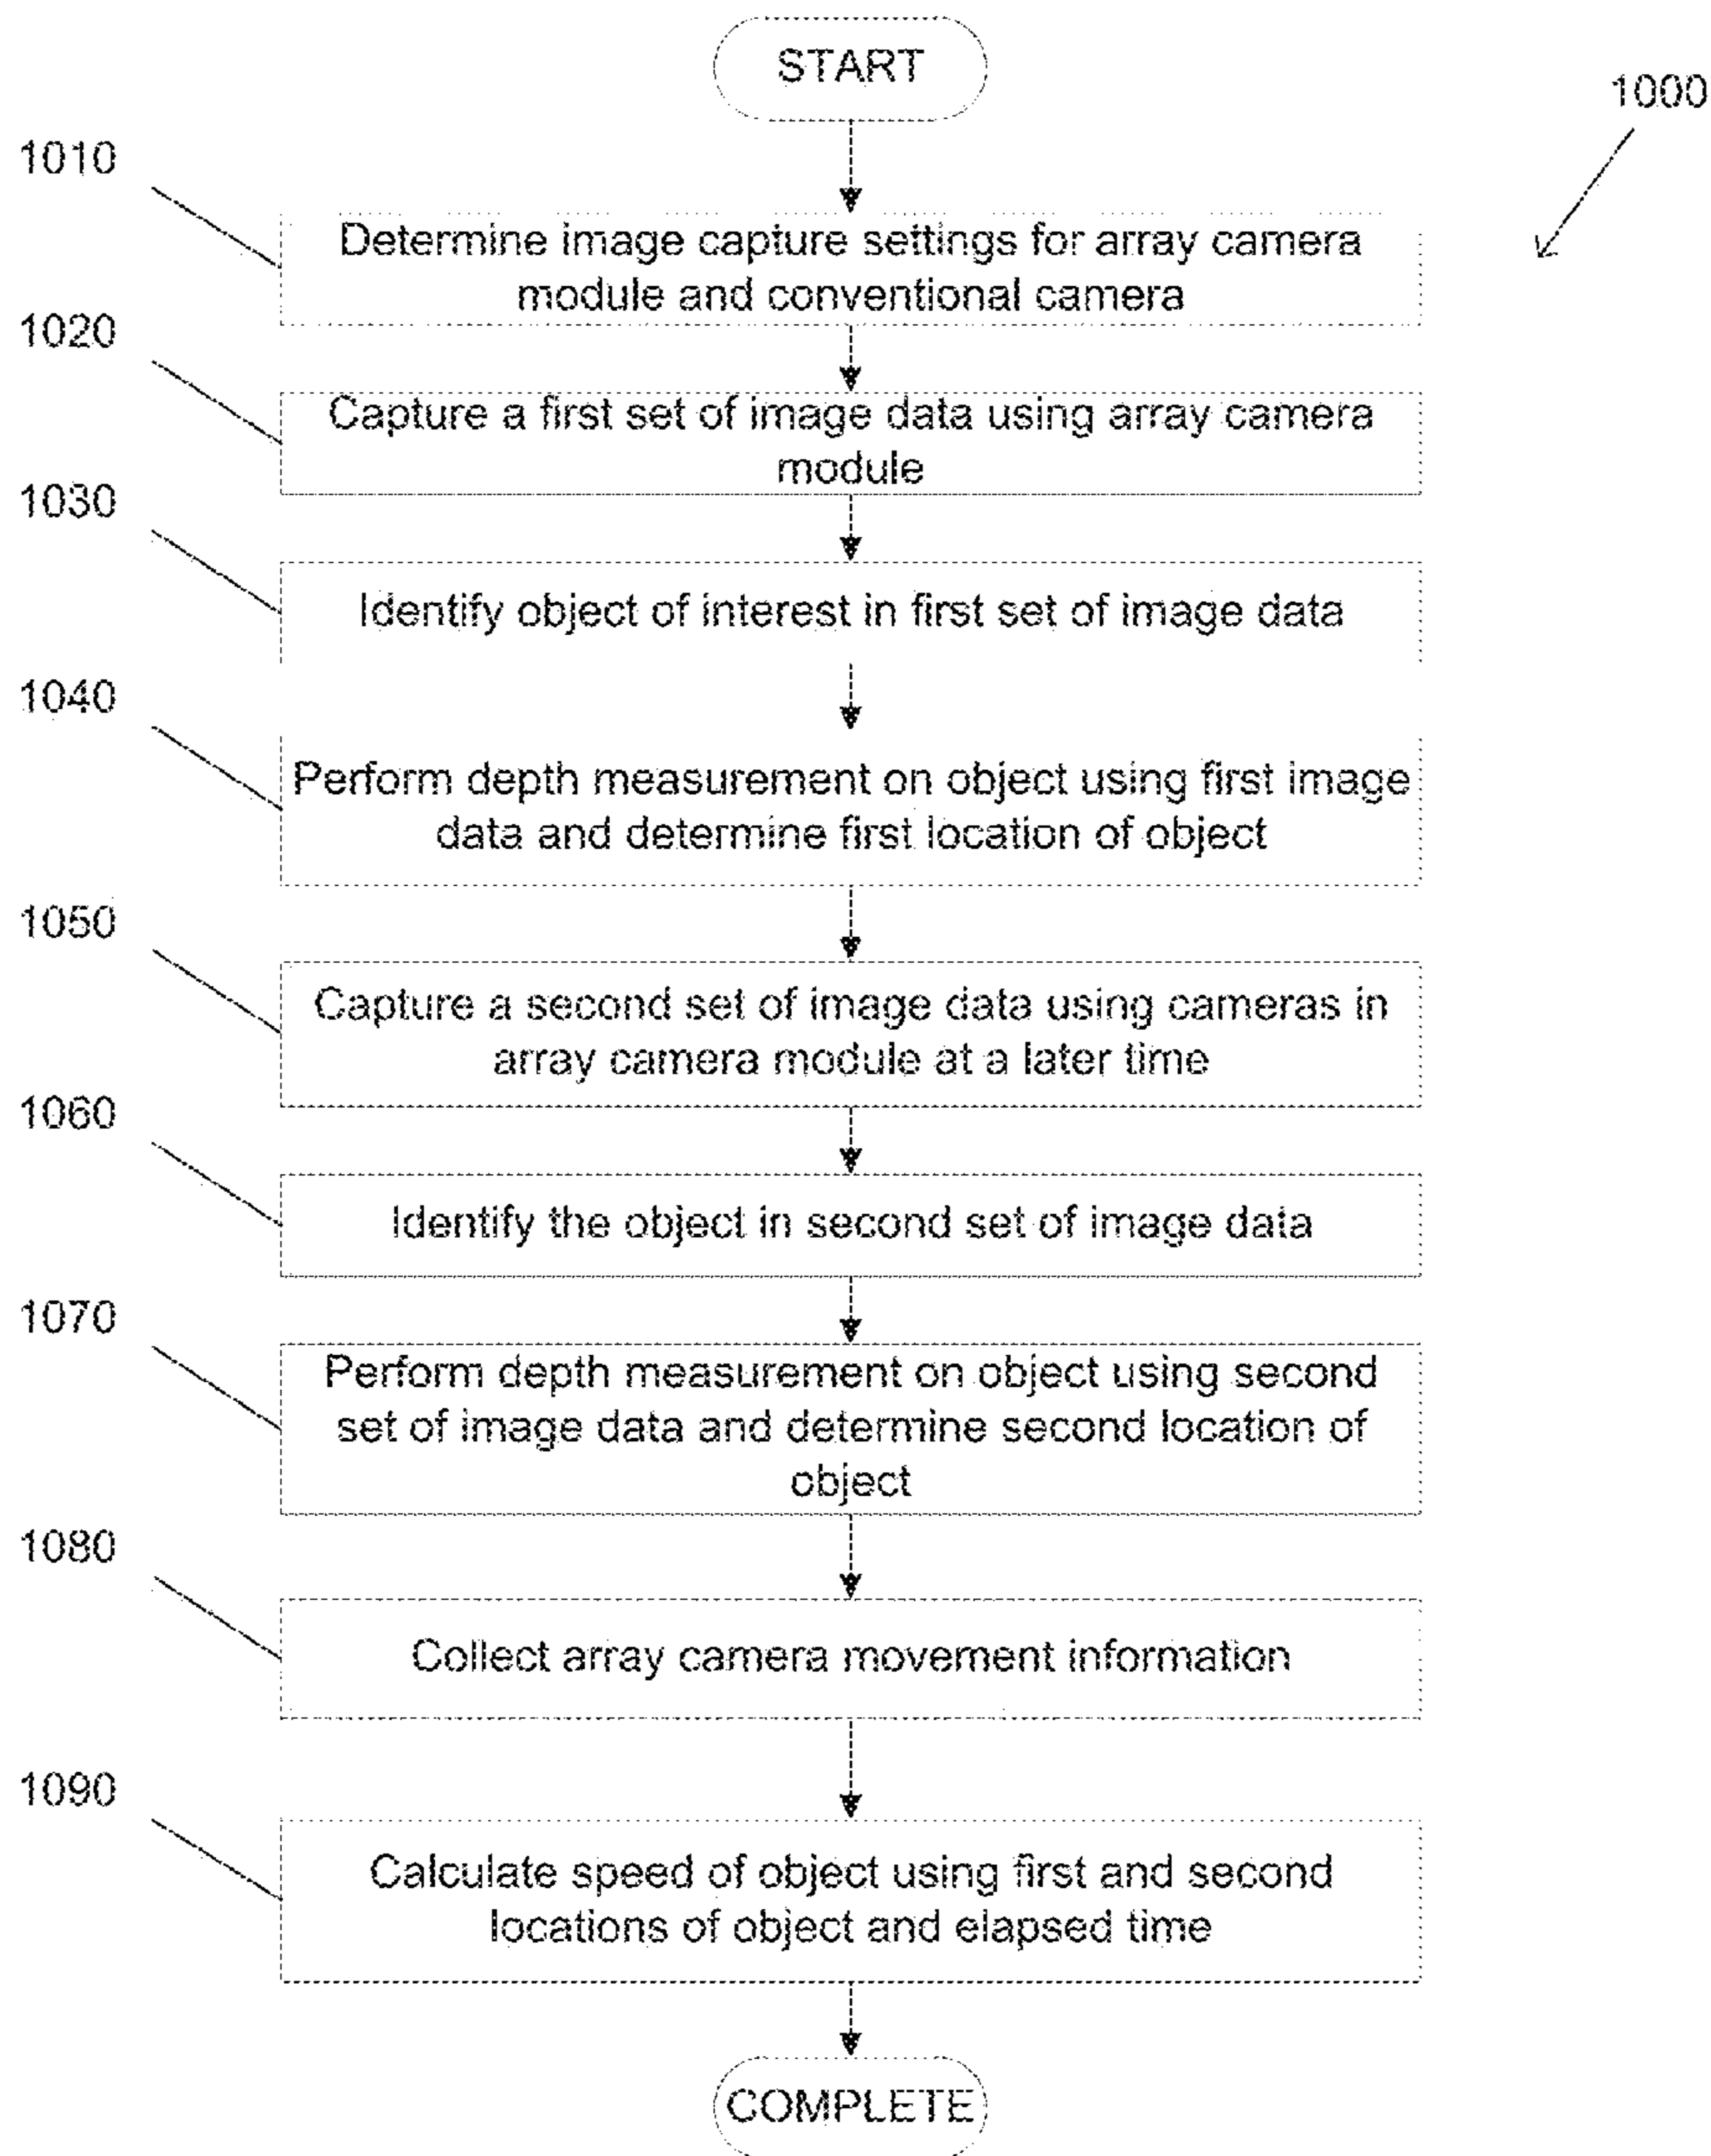 START
1000
1010
Determine image capture settings for array camera
module and conventional camera
1020
Capture a first set of image data using array camera
module
1030
Identify object of interest in first set of image data
1040
Perform depth measurement on object using first image
data and determine first location of object
1050
Capture a second set of image data using cameras in
array camera module at a later time
1060
Identify the object in second set of image data
1070
Perform depth measurement on object using second
set of image data and determine second location of
object
1080
Collect array camera movement information
1090
Calculate speed of object using first and second
locations of object and elapsed time
COMPLETE